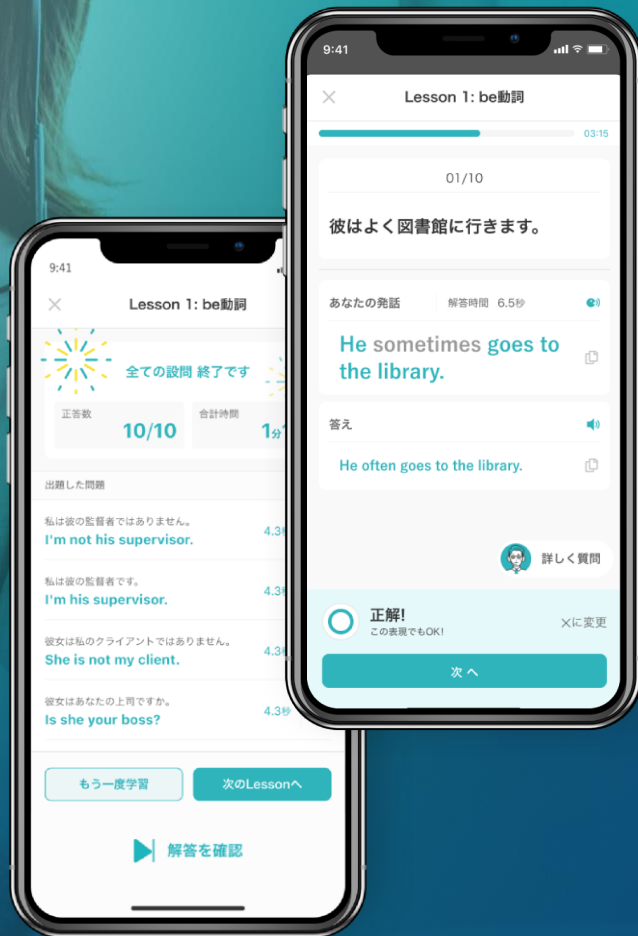 9:41
Lesson 1: be動詞
全ての設問 終了です
正答数
10/10
合計時間
1分
出題した問題
私は彼の監督者ではありません。
I'm not his supervisor.
4.3
私は彼の監督者です。
I'm his supervisor.
4.3
彼女は私のクライアントではありません。
She is not my client.
4.3
彼女はあなたの上司ですか。
Is she your boss?
4.3秒
もう一度学習
次のLessonへ
解答を確認
9:41
Lesson 1: be動詞
03:15
01/10
彼はよく図書館に行きます。
あなたの発話
解答時間 6.5秒
He sometimes goes to
the library.
答え
He often goes to the library.
詳しく質問
正解!
この表現でもOK!
×に変更
次 へ